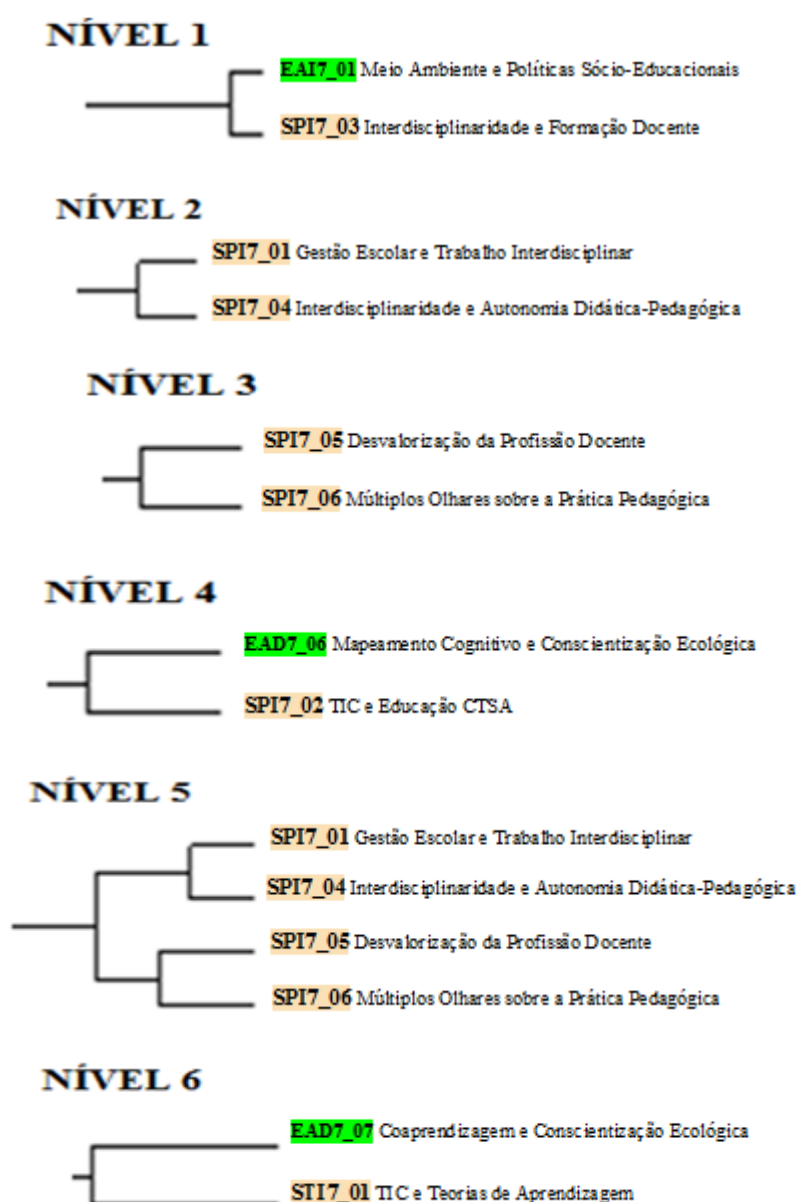 NÍVEL 1
EAI7_01 Meio Ambiente e Políticas Sócio-Educacionais
SPI7_03 Interdisciplinaridade e Formação Docente
NÍVEL 2
SPI7_01 Gestão Escolar e Trabalho Interdisciplinar
SPI7_04 Interdisciplinaridade e Autonomia Didática-Pedagógica
NÍVEL 3
SPI7_05 Desvalorização da Profissão Docente
SPI7_06 Múltiplos Olhares sobre a Prática Pedagógica
NÍVEL 4
EAD7_06 Mapeamento Cognitivo e Conscientização Ecológica
SPI7_02 TIC e Educação CTSA
NÍVEL 5
SPI7_01 Gestão Escolar e Trabalho Interdisciplinar
SPI7_04 Interdisciplinaridade e Autonomia Didática-Pedagógica
SPI7_05 Desvalorização da Profissão Docente
SPI7_06 Múltiplos Olhares sobre a Prática Pedagógica
NÍVEL 6
EAD7_07 Coaprendizagem e Conscientização Ecológica
STI7_01 TIC e Teorias de Aprendizagem